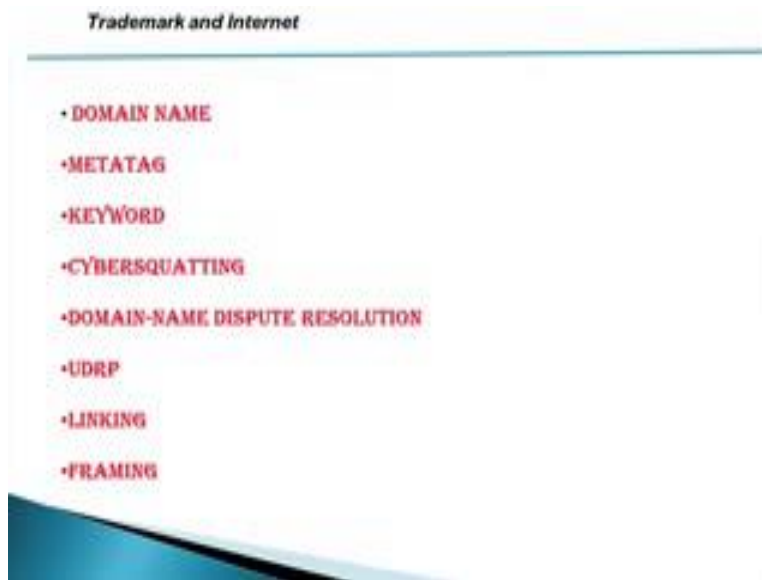 Trademark and Internet
• DOMAIN NAME
•METATAG
•KEYWORD
•CYBERSQUATTING
•DOMAIN-NAME DISPUTE RESOLUTION
•UDRP
•LINKING
•FRAMING